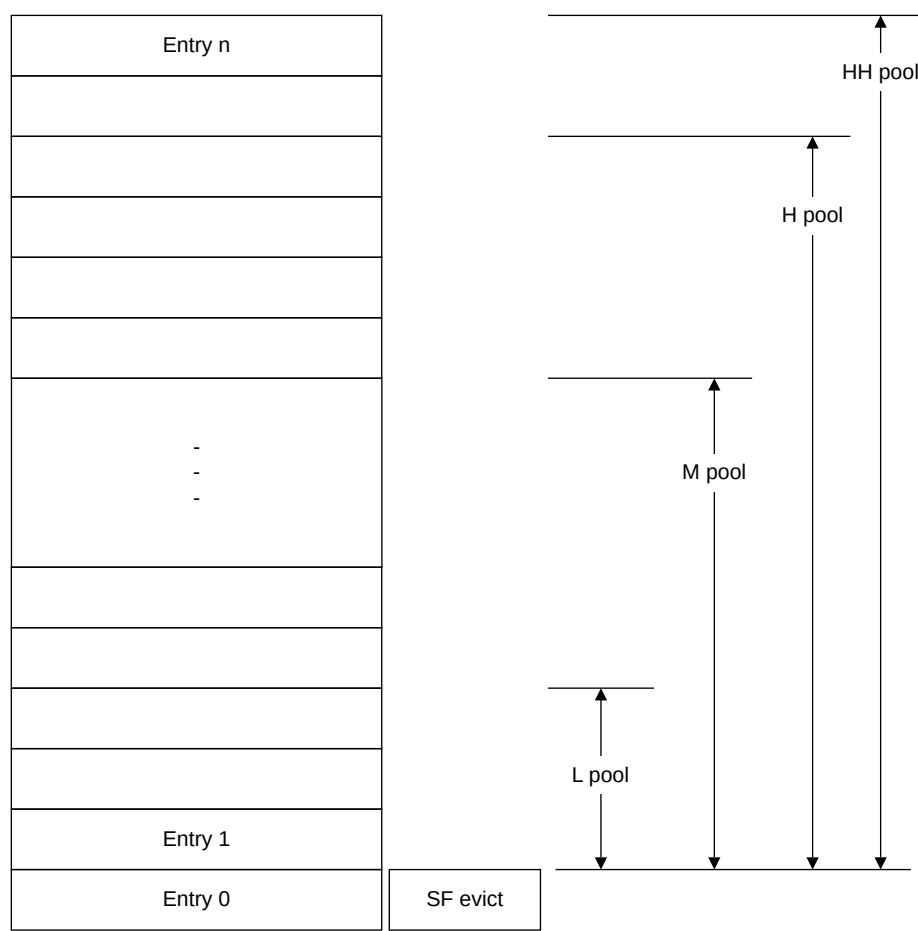 Entry n
HH pool
H pool
-
-
-
M pool
L pool
Entry 1
Entry 0
SF evict